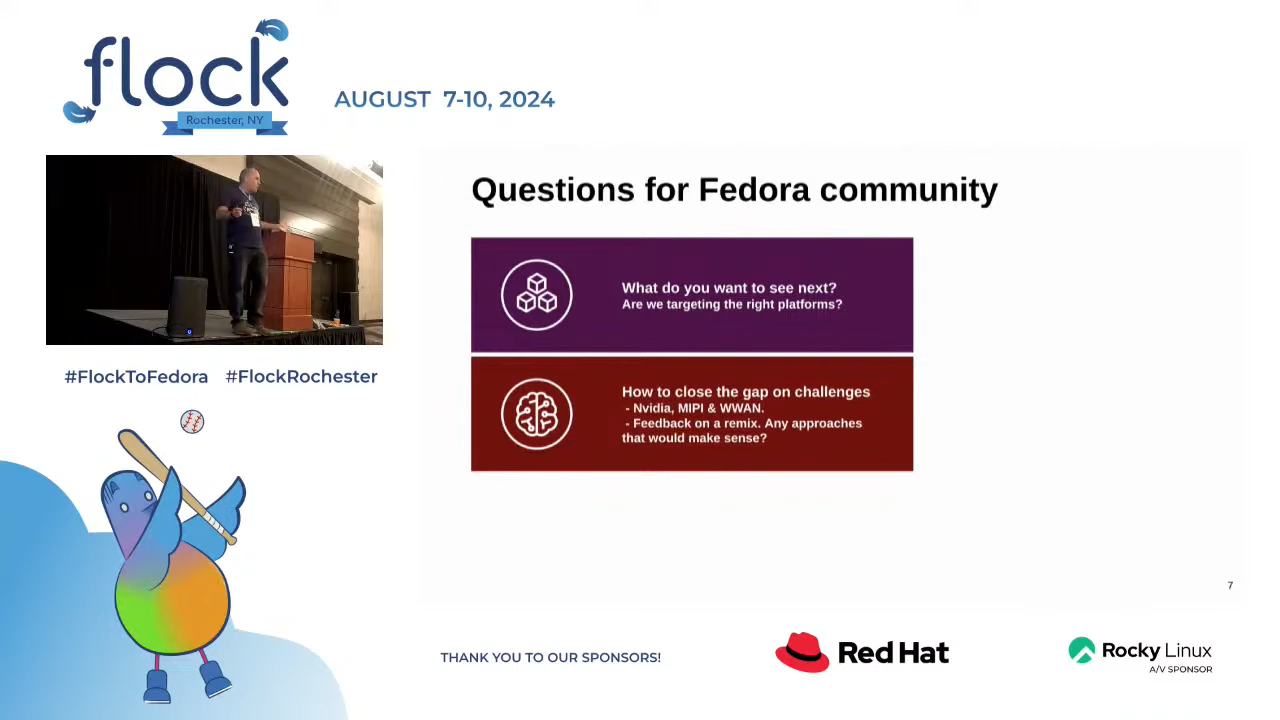 flock
Rochester, NY
AUGUST 7-10, 2024
#FlockToFedora #FlockRochester
Questions for Fedora community
What do you want to see next?
Are we targeting the right platforms?
How to close the gap on challenges
- Nvidia, MIPI & WWAN.
- Feedback on a remix. Any approaches
that would make sense?
7
THANK YOU TO OUR SPONSORS!
Red Hat
Rocky Linux
A/V SPONSOR